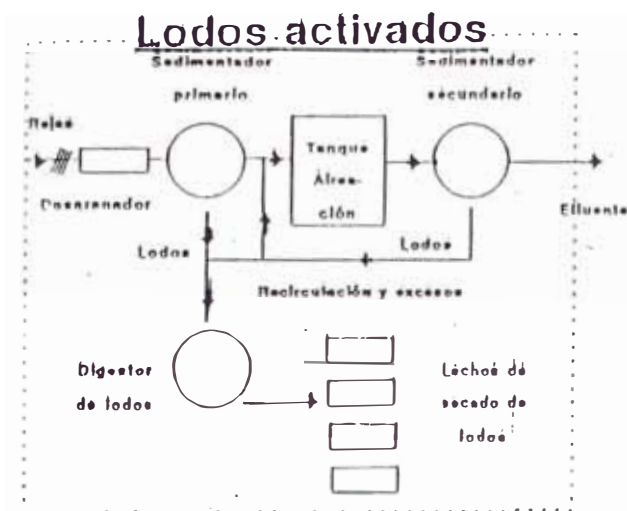 Lodos activados
Sedimentador
primario
Sedimentador
secundario
Rejas
Tanque
Airea-
ción
Desarenador
Efluente
Lodos
Lodos
Recirculación y excesos
Digestor
de lodos
Lechos de
secado de
lodos